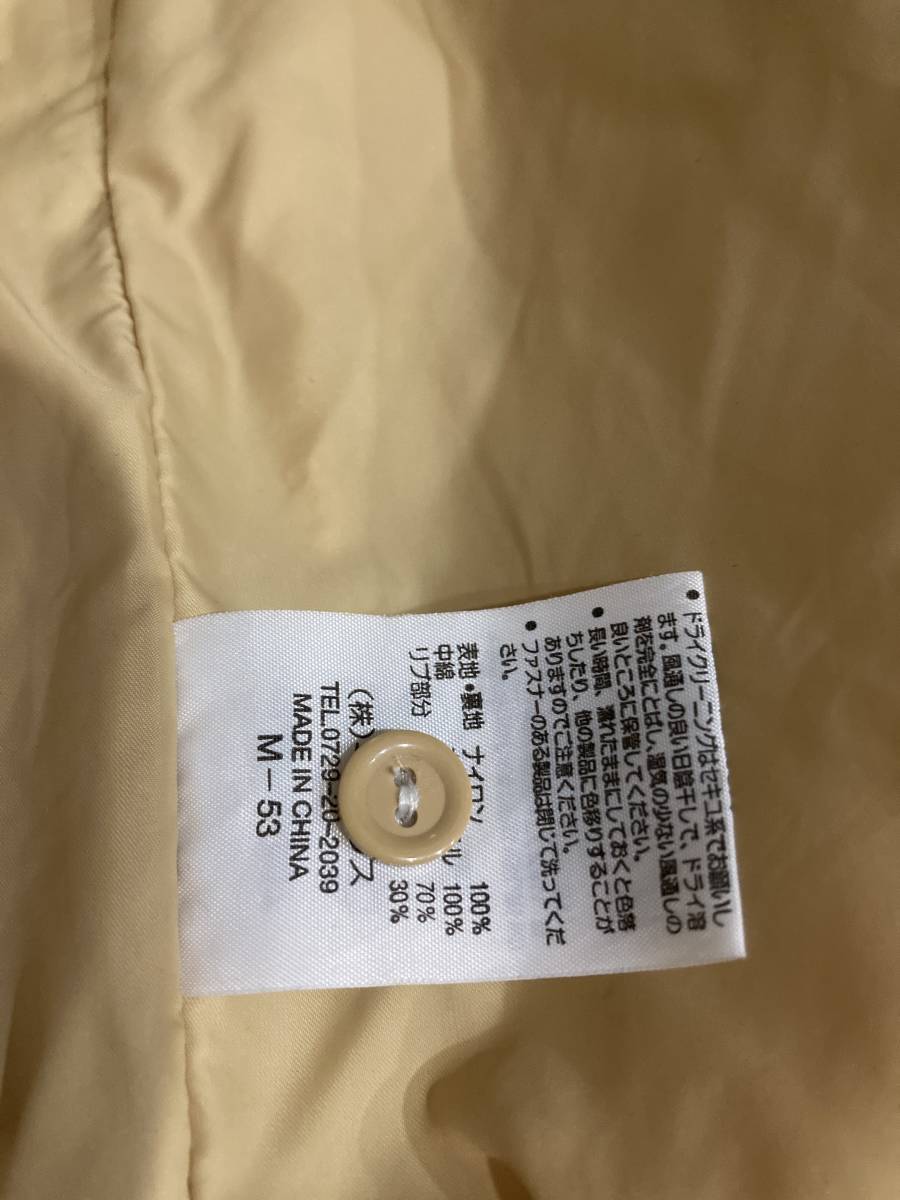 • ドライクリーニングはセキユ系でお願いし
ます。風通しの良い日陰干しで、ドライ溶
剤を完全にとばし、湿気の少ない風通しの
良いところに保管してください。
• 長い時間、濡れたままにしておくと色落
ちしたり、他の製品に色移りすることが
ありますのでご注意ください。
• ファスナーのある製品は閉じて洗ってくだ
さい。
表地•裏地 ナイロン 100%
中綿 ル 100%
リブ部分 70%
30%
(株) ス
TEL.0729-20-2039
MADE IN CHINA
M-53